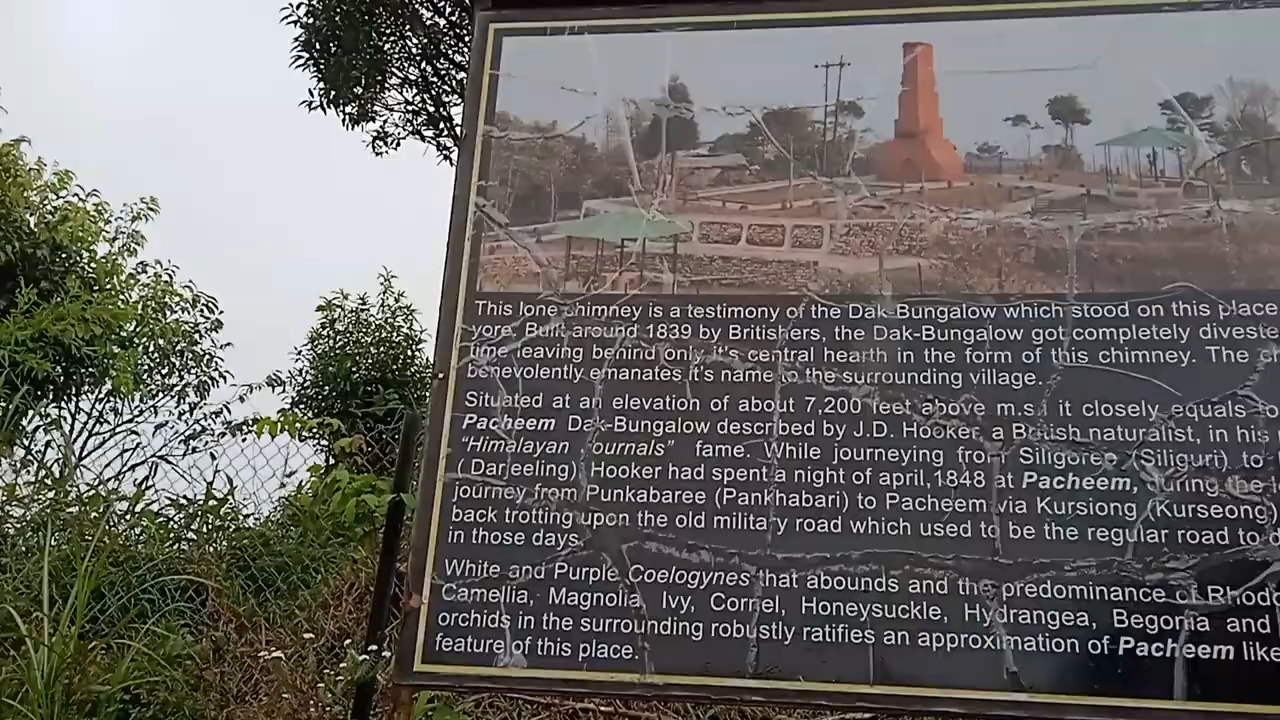 This lone chimney is a testimony of the Dak-Bungalow which stood on this place
yore. Built around 1839 by Britishers, the Dak-Bungalow got completely
time leaving behind only it's central hearth in the form of this chimney. The
benevolently emanates it's name to the surrounding village.
Situated at an elevation of about 7,200 feet above m.s.l it closely equals
Pacheem Dak-Bungalow described by J.D. Hooker, a British naturalist, in his
"Himalayan Journals" fame. While journeying from Siligoree (Siliguri) to
(Darjeeling) Hooker had spent a night of april, 1848 at Pacheem, during the
journey from Punkabaree (Pankhabari) to Pacheem via Kursiong (Kurseong)
back trotting upon the old military road which used to be the regular road to
in those days.
White and Purple Coelogynes that abounds and the predominance of
Camellia, Magnolia, Ivy, Cornel, Honeysuckle, Hydrangea, Begonia and
orchids in the surrounding robustly ratifies an approximation of Pacheem like
feature of this place.